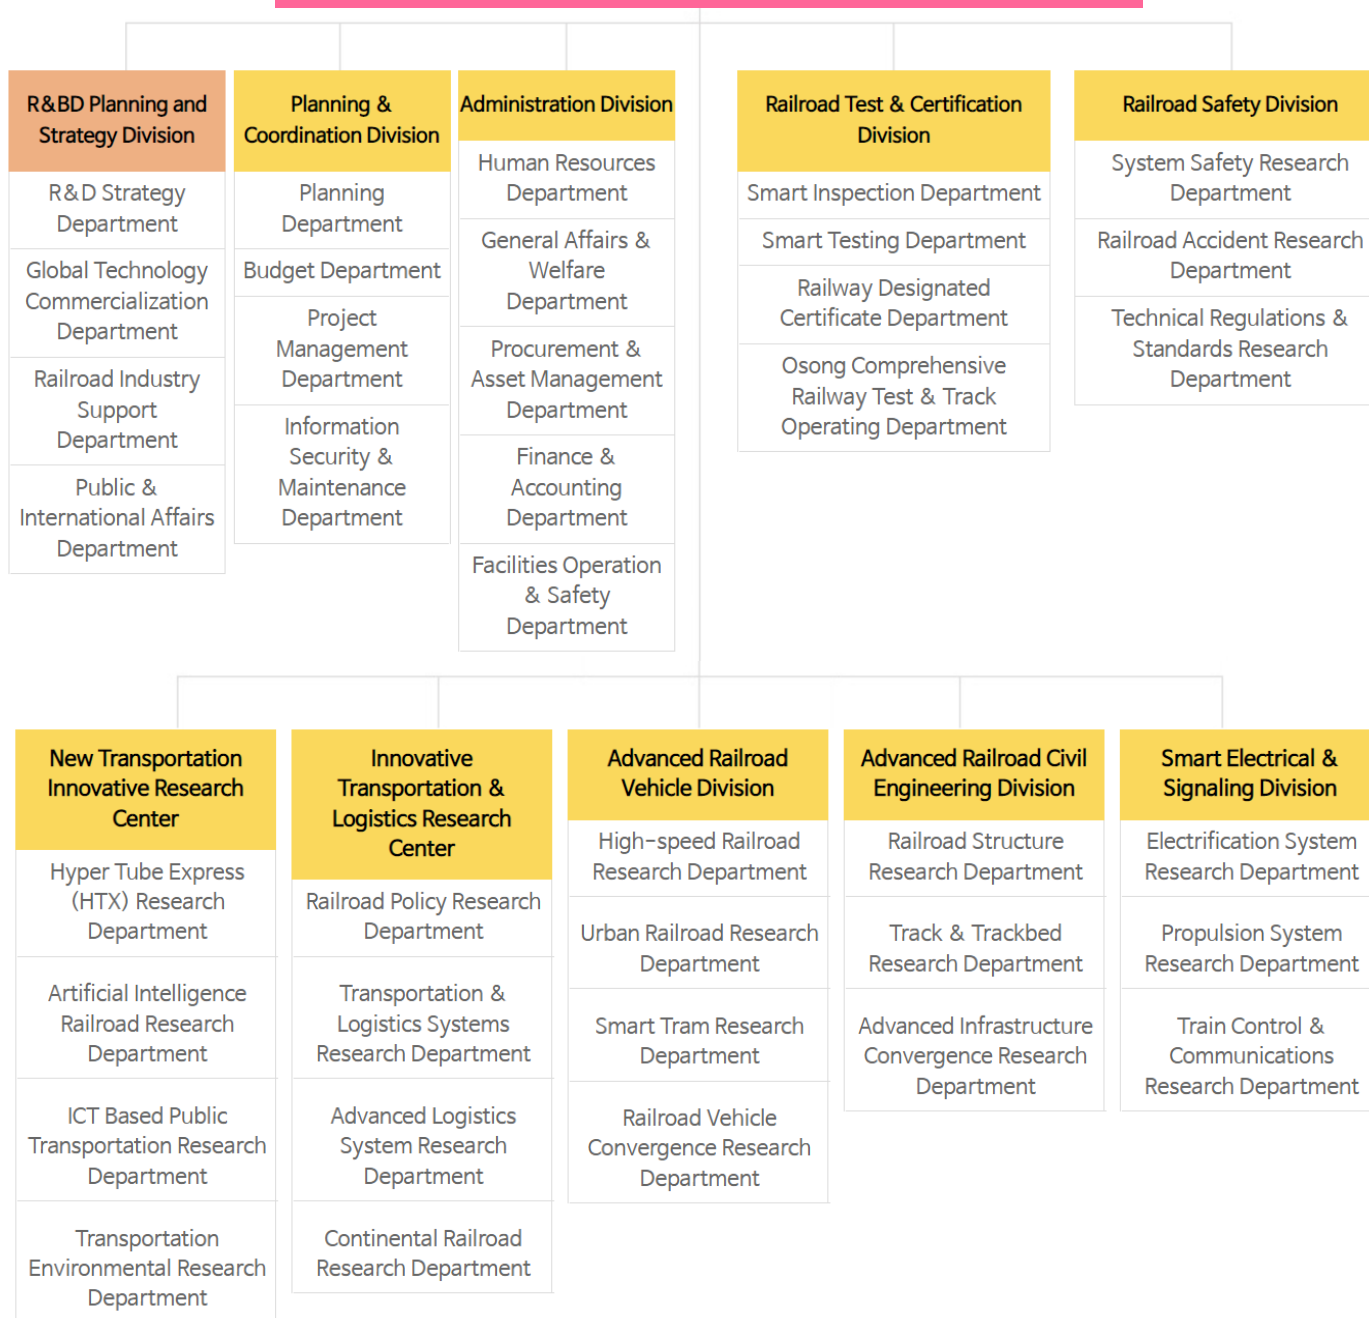 R&BD Planning and
Strategy Division
R&D Strategy
Department
Global Technology
Commercialization
Department
Railroad Industry
Support
Department
Public &
International Affairs
Department
Planning &
Coordination Division
Planning
Department
Budget Department
Project
Management
Department
Information
Security &
Maintenance
Department
Administration Division
Human Resources
Department
General Affairs &
Welfare
Department
Procurement &
Asset Management
Department
Finance &
Accounting
Department
Facilities Operation
& Safety
Department
Railroad Test & Certification
Division
Smart Inspection Department
Smart Testing Department
Railway Designated
Certificate Department
Osong Comprehensive
Railway Test & Track
Operating Department
Railroad Safety Division
System Safety Research
Department
Railroad Accident Research
Department
Technical Regulations &
Standards Research
Department
New Transportation
Innovative Research
Center
Hyper Tube Express
(HTX) Research
Department
Artificial Intelligence
Railroad Research
Department
ICT Based Public
Transportation Research
Department
Transportation
Environmental Research
Department
Innovative
Transportation &
Logistics Research
Center
Railroad Policy Research
Department
Transportation &
Logistics Systems
Research Department
Advanced Logistics
System Research
Department
Continental Railroad
Research Department
Advanced Railroad
Vehicle Division
High-speed Railroad
Research Department
Urban Railroad Research
Department
Smart Tram Research
Department
Railroad Vehicle
Convergence Research
Department
Advanced Railroad Civil
Engineering Division
Railroad Structure
Research Department
Track & Trackbed
Research Department
Advanced Infrastructure
Convergence Research
Department
Smart Electrical &
Signaling Division
Electrification System
Research Department
Propulsion System
Research Department
Train Control &
Communications
Research Department